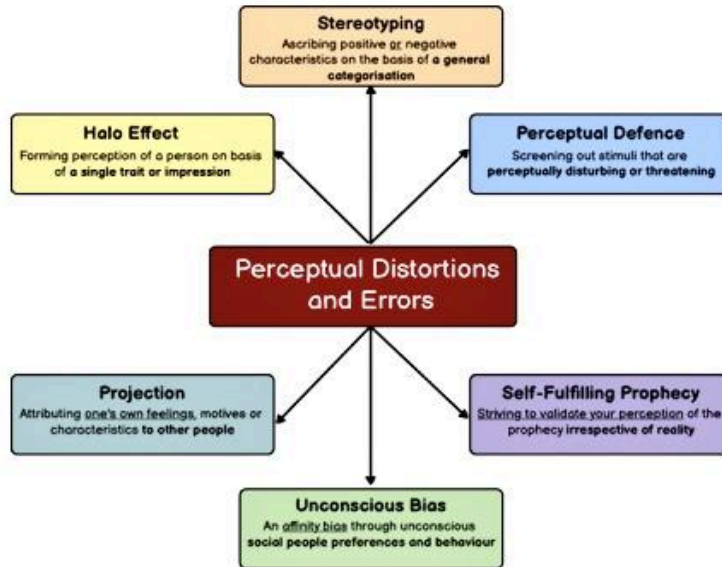 Stereotyping
Ascribing positive or negative
characteristics on the basis of a general
categorisation
Halo Effect
Forming perception of a person on basis
of a single trait or impression
Perceptual Defence
Screening out stimuli that are
perceptually disturbing or threatening
Perceptual Distortions
and Errors
Projection
Attributing one's own feelings, motives or
characteristics to other people
Self-Fulfilling Prophecy
Striving to validate your perception of the
prophecy irrespective of reality
Unconscious Bias
An affinity bias through unconscious
social people preferences and behaviour